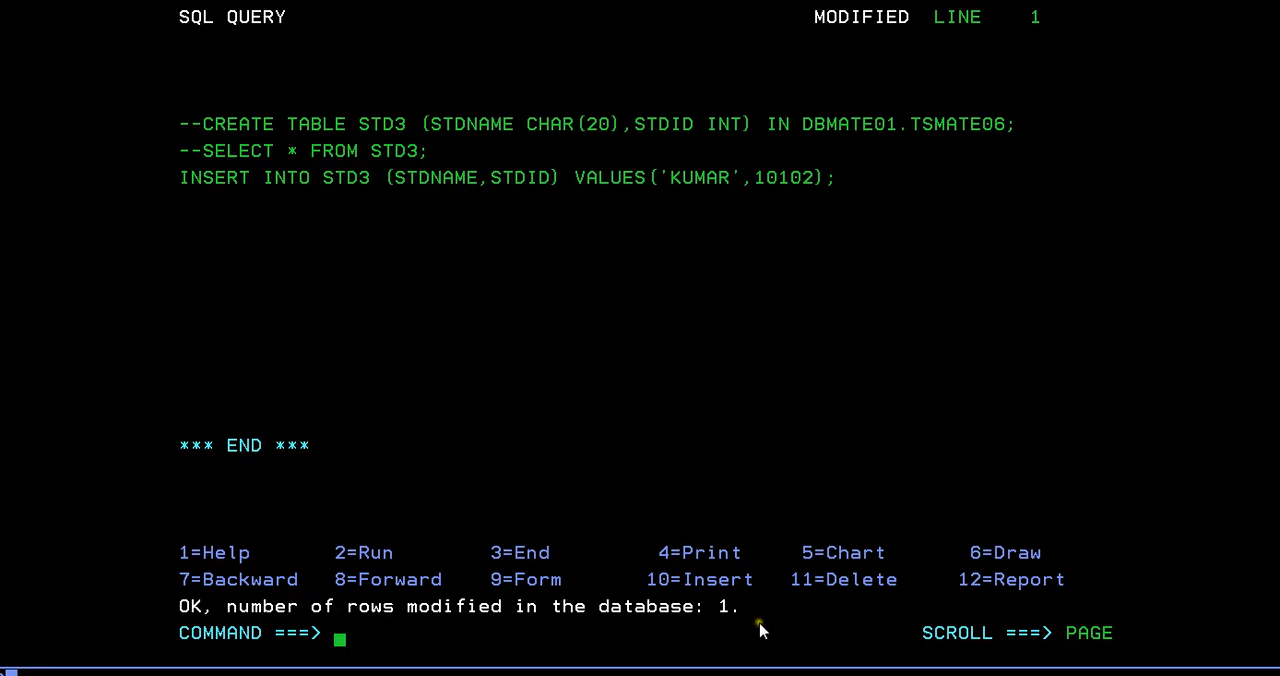 SQL QUERY MODIFIED LINE 1
--CREATE TABLE STD3 (STDNAME CHAR(20),STDID INT) IN DBMATE01.TSMATE06;
--SELECT * FROM STD3;
INSERT INTO STD3 (STDNAME,STDID) VALUES('KUMAR',10102);
*** END ***
1=Help 2=Run 3=End 4=Print 5=Chart 6=Draw
7=Backward 8=Forward 9=Form 10=Insert 11=Delete 12=Report
OK, number of rows modified in the database: 1.
COMMAND ===> SCROLL ===> PAGE